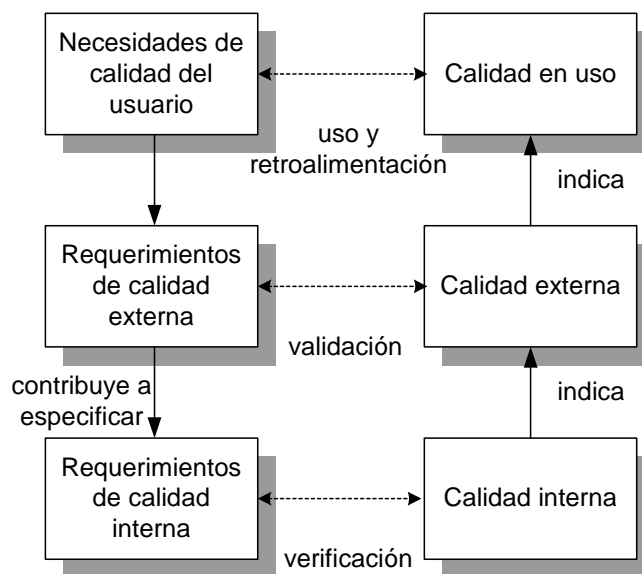 Necesidades de
calidad del
usuario
Calidad en uso
uso y
retroalimentación
indica
Requerimientos
de calidad
externa
Calidad externa
validación
contribuye a
especificar
indica
Requerimientos
de calidad
interna
Calidad interna
verificación